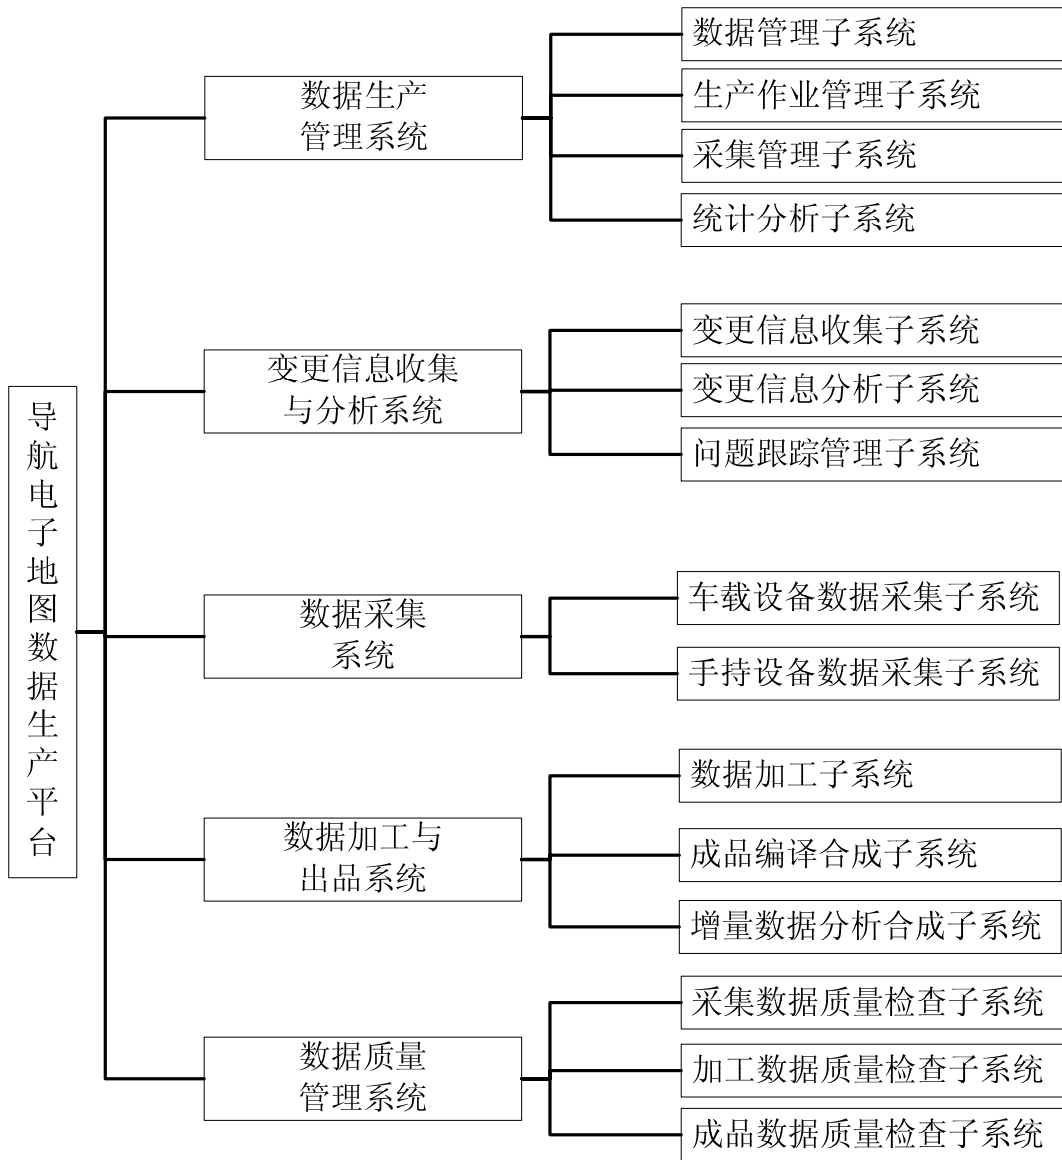 导航电子地图数据生产平台
数据生产
管理系统
数据管理子系统
生产作业管理子系统
采集管理子系统
统计分析子系统
变更信息收集
与分析系统
变更信息收集子系统
变更信息分析子系统
问题跟踪管理子系统
数据采集
系统
车载设备数据采集子系统
手持设备数据采集子系统
数据加工与
出品系统
数据加工子系统
成品编译合成子系统
增量数据分析合成子系统
数据质量
管理系统
采集数据质量检查子系统
加工数据质量检查子系统
成品数据质量检查子系统